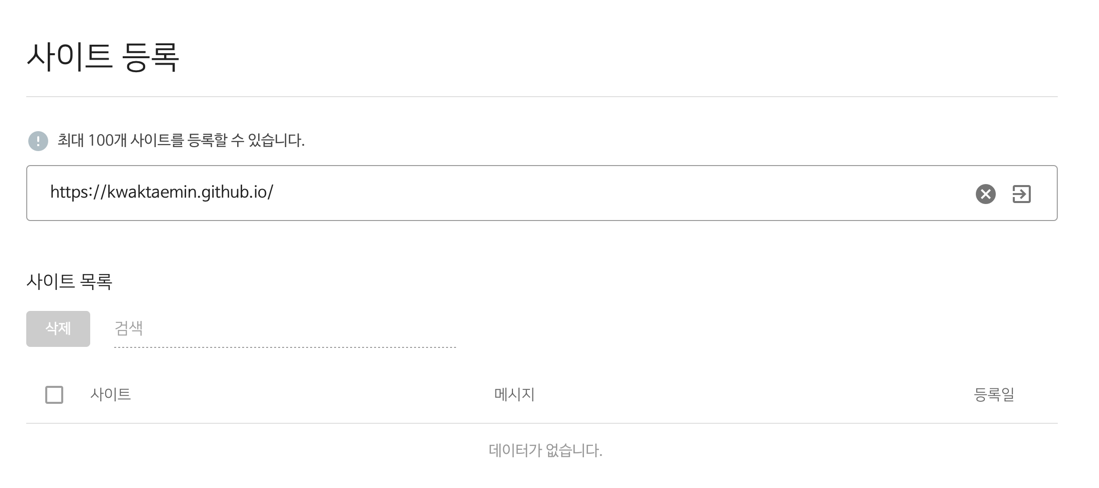 사이트 등록
최대 100개 사이트를 등록할 수 있습니다.
https://kwaktaemin.github.io/
사이트 목록
삭제 검색
사이트 메시지 등록일
데이터가 없습니다.